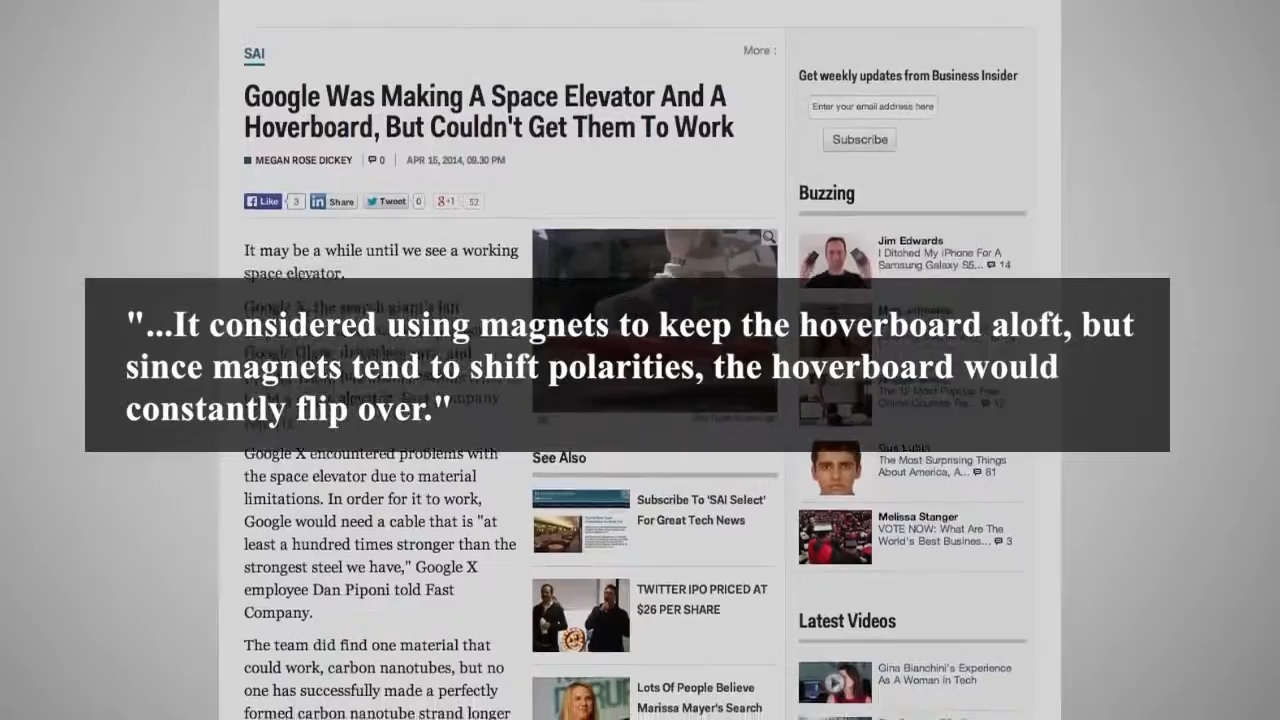 SAI
More :
Google Was Making A Space Elevator And A
Hoverboard, But Couldn't Get Them To Work
MEGAN ROSE DICKEY
0
APR 15, 2014, 09.30 PM
Like
3
Share
Tweet
0
+1
52
It may be a while until we see a working
space elevator.
"...It considered using magnets to keep the hoverboard aloft, but
since magnets tend to shift polarities, the hoverboard would
constantly flip over."
Google X encountered problems with
the space elevator due to material
limitations. In order for it to work,
Google would need a cable that is "at
least a hundred times stronger than the
strongest steel we have," Google X
employee Dan Piponi told Fast
Company.
The team did find one material that
could work, carbon nanotubes, but no
one has successfully made a perfectly
formed carbon nanotube strand longer
See Also
Subscribe To 'SAI Select'
For Great Tech News
TWITTER IPO PRICED AT
$26 PER SHARE
Lots Of People Believe
Marissa Mayer's Search
Get weekly updates from Business Insider
Enter your email address here
Subscribe
Buzzing
Jim Edwards
I Ditched My iPhone For A
Samsung Galaxy S5... 14
The Most Surprising Things
About America, A... 81
Melissa Stanger
VOTE NOW: What Are The
World's Best Busines... 3
Latest Videos
Gina Bianchini's Experience
As A Woman In Tech